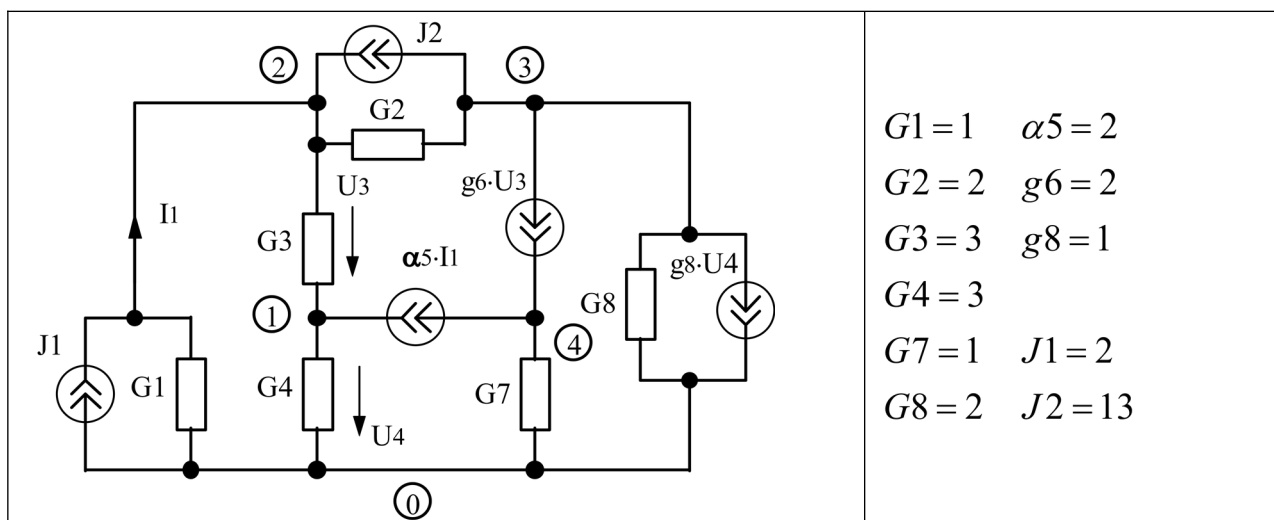 J2
2
3
G2
U3
g6·U3
I1
G3
α5·I1
g8·U4
G8
1
4
J1
G1
G4
G7
U4
0
G1 = 1 α5 = 2
G2 = 2 g6 = 2
G3 = 3 g8 = 1
G4 = 3
G7 = 1 J1 = 2
G8 = 2 J2 = 13